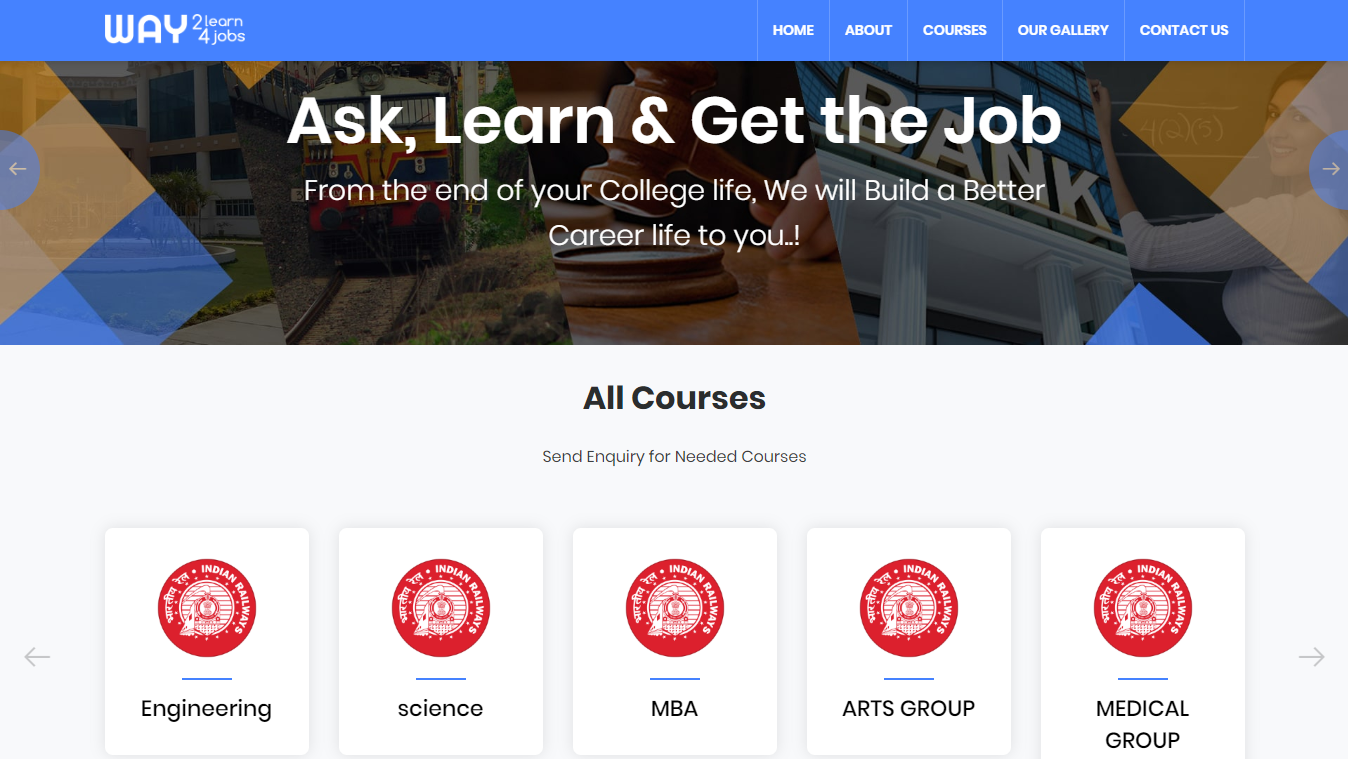 WAY 2learn
4jobs
HOME
ABOUT
COURSES
OUR GALLERY
CONTACT US
BANK
4(2)(5)
Ask, Learn & Get the Job
From the end of your College life, We will Build a Better
Career life to you..!
All Courses
Send Enquiry for Needed Courses
भारतीय रेल • INDIAN RAILWAYS
Engineering
भारतीय रेल • INDIAN RAILWAYS
science
भारतीय रेल • INDIAN RAILWAYS
MBA
भारतीय रेल • INDIAN RAILWAYS
ARTS GROUP
भारतीय रेल • INDIAN RAILWAYS
MEDICAL
GROUP